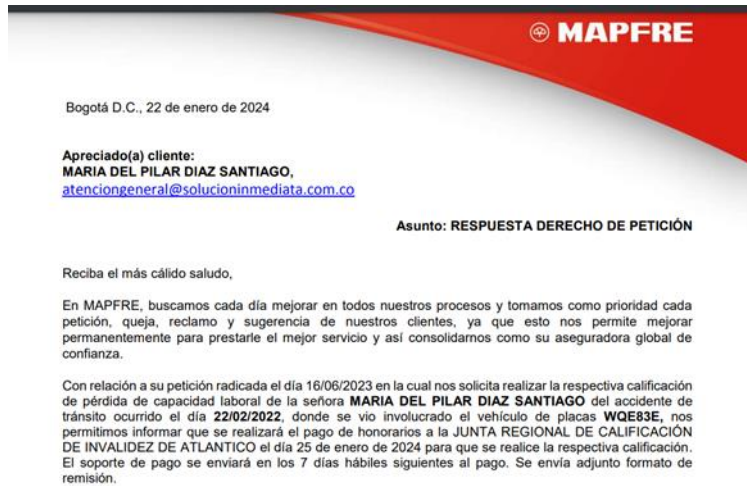 MAPFRE
Bogotá D.C., 22 de enero de 2024
Apreciado(a) cliente:
MARIA DEL PILAR DIAZ SANTIAGO,
atenciongeneral@solucioninmediata.com.co
Asunto: RESPUESTA DERECHO DE PETICIÓN
Reciba el más cálido saludo,
En MAPFRE, buscamos cada día mejorar en todos nuestros procesos y tomamos como prioridad cada
petición, queja, reclamo y sugerencia de nuestros clientes, ya que esto nos permite mejorar
permanentemente para prestarle el mejor servicio y así consolidarnos como su aseguradora global de
confianza.
Con relación a su petición radicada el día 16/06/2023 en la cual nos solicita realizar la respectiva calificación
de pérdida de capacidad laboral de la señora MARIA DEL PILAR DIAZ SANTIAGO del accidente de
tránsito ocurrido el día 22/02/2022, donde se vio involucrado el vehículo de placas WQE83E, nos
permitimos informar que se realizará el pago de honorarios a la JUNTA REGIONAL DE CALIFICACIÓN
DE INVALIDEZ DE ATLANTICO el día 25 de enero de 2024 para que se realice la respectiva calificación.
El soporte de pago se enviará en los 7 días hábiles siguientes al pago. Se envía adjunto formato de
remisión.